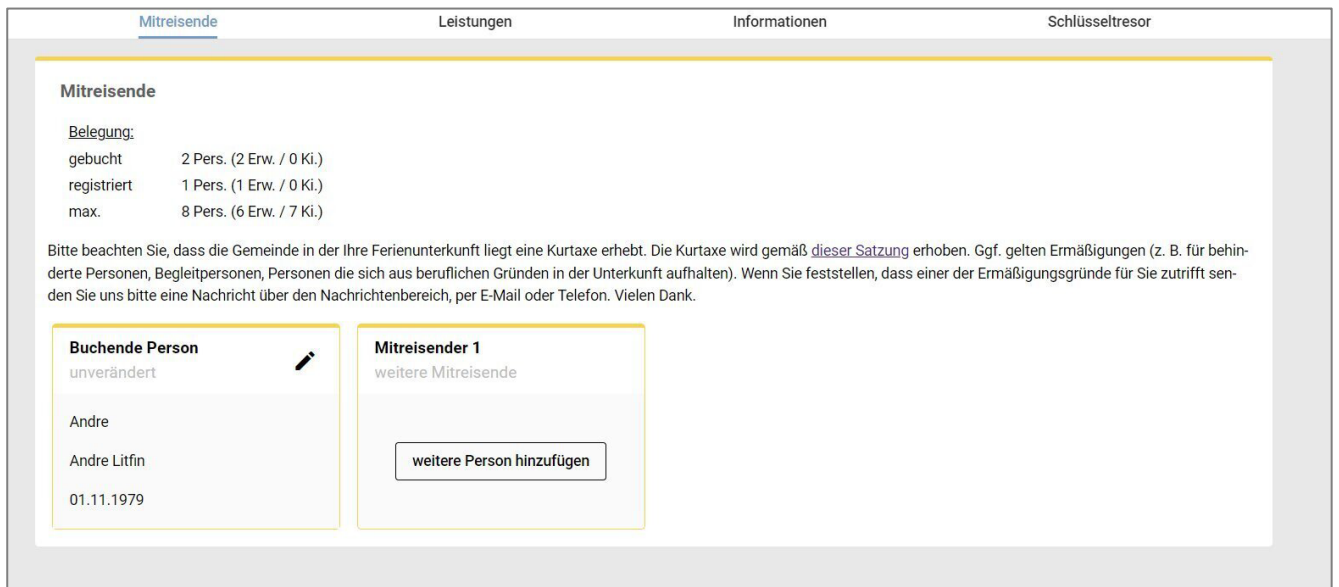 Mitreisende Leistungen Informationen Schlüsseltresor
Mitreisende
Belegung:
gebucht 2 Pers. (2 Erw. / 0 Ki.)
registriert 1 Pers. (1 Erw. / 0 Ki.)
max. 8 Pers. (6 Erw. / 7 Ki.)
Bitte beachten Sie, dass die Gemeinde in der Ihre Ferienunterkunft liegt eine Kurtaxe erhebt. Die Kurtaxe wird gemäß dieser Satzung erhoben. Ggf. gelten Ermäßigungen (z. B. für behin-
derte Personen, Begleitpersonen, Personen die sich aus beruflichen Gründen in der Unterkunft aufhalten). Wenn Sie feststellen, dass einer der Ermäßigungsgründe für Sie zutrifft sen-
den Sie uns bitte eine Nachricht über den Nachrichtenbereich, per E-Mail oder Telefon. Vielen Dank.
Buchende Person
unverändert
Andre
Andre Litfin
01.11.1979
Mitreisender 1
weitere Mitreisende
weitere Person hinzufügen